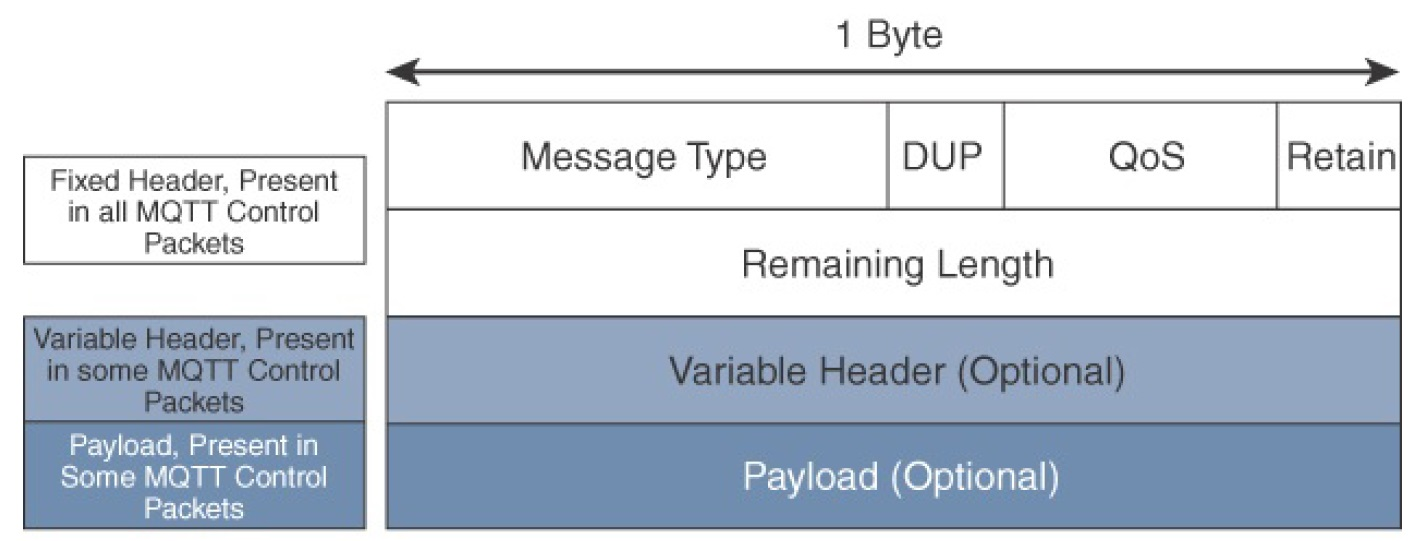 1 Byte
Message Type DUP QoS Retain
Fixed Header, Present
in all MQTT Control
Packets
Remaining Length
Variable Header, Present
in some MQTT Control
Packets
Variable Header (Optional)
Payload, Present in
Some MQTT Control
Packets
Payload (Optional)